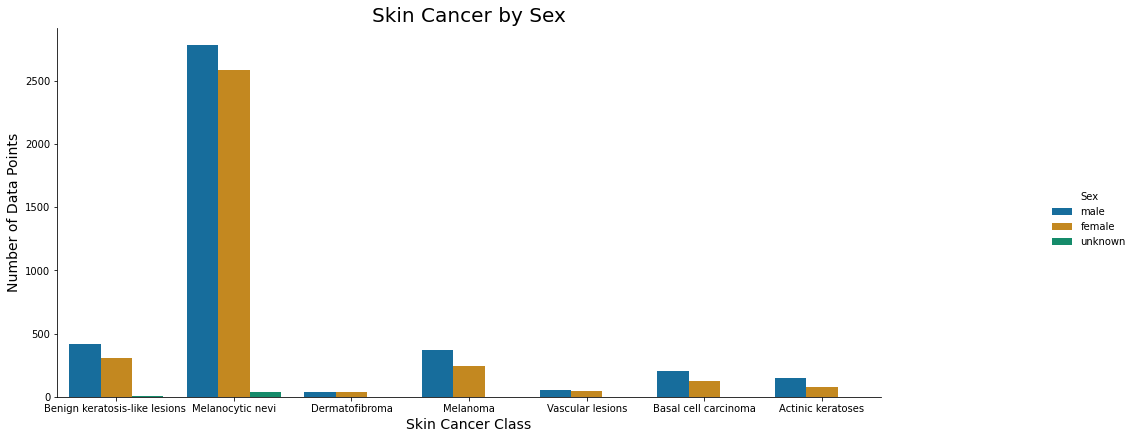 Skin Cancer by Sex
Number of Data Points
2500
2000
1500
1000
500
0
Benign keratosis-like lesions Melanocytic nevi Dermatofibroma Melanoma Vascular lesions Basal cell carcinoma Actinic keratoses
Skin Cancer Class
Sex
male
female
unknown